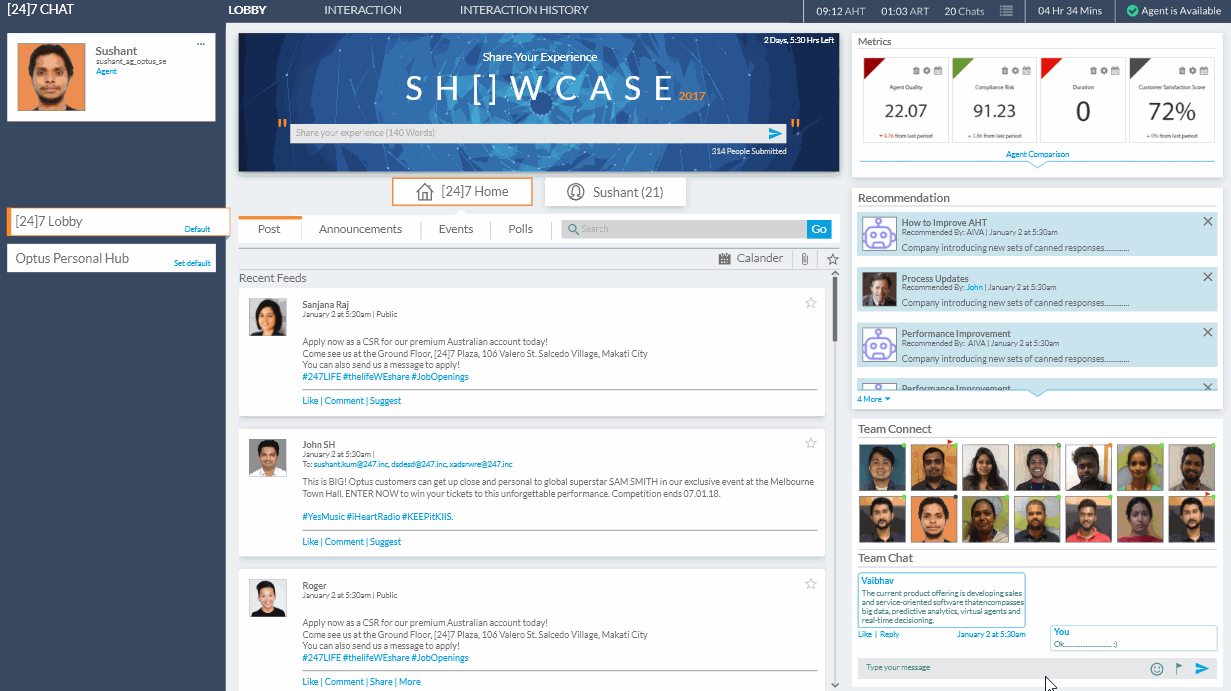 [24]7 CHAT
LOBBY
INTERACTION
INTERACTION HISTORY
09:12 AHT
01:03 ART
20 Chats
04 Hr 34 Mins
Agent is Available
Sushant
sushant_ag_optus_se
Agent
...
[24]7 Lobby
Default
Optus Personal Hub
Set default
2 Days, 5:30 Hrs Left
Share Your Experience
SH[]WCASE 2017
"
Share your experience (140 Words)
"
314 People Submitted
[24]7 Home
Sushant (21)
Post
Announcements
Events
Polls
Search
Go
Calander
Recent Feeds
Sanjana Raj
January 2 at 5:30am | Public
Apply now as a CSR for our premium Australian account today!
Come see us at the Ground Floor, [24]7 Plaza, 106 Valero St. Salcedo Village, Makati City
You can also send us a message to apply!
#247LIFE #thelifeWEshare #JobOpenings
Like | Comment | Suggest
John SH
January 2 at 5:30am |
To: sushant.kum@247.inc, dsdesd@247.inc, xadsrwre@247.inc
This is BIG! Optus customers can get up close and personal to global superstar SAM SMITH in our exclusive event at the Melbourne
Town Hall. ENTER NOW to win your tickets to this unforgettable performance. Competition ends 07.01.18.
#YesMusic #iHeartRadio #KEEPitKIIS.
Like | Comment | Suggest
Roger
January 2 at 5:30am | Public
Apply now as a CSR for our premium Australian account today!
Come see us at the Ground Floor, [24]7 Plaza, 106 Valero St. Salcedo Village, Makati City
You can also send us a message to apply!
#247LIFE #thelifeWEshare #JobOpenings
Like | Comment | Share | More
Metrics
Agent Quality
22.07
9.76 from last period
Compliance Risk
91.23
1.86 from last period
Duration
0
Customer Satisfaction Score
72%
0% from last period
Agent Comparison
Recommendation
How to Improve AHT
Recommended By: AIVA | January 2 at 5:30am
Company introducing new sets of canned responses.............
Process Updates
Recommended By: John | January 2 at 5:30am
Company introducing new sets of canned responses.............
Performance Improvement
Recommended By: AIVA | January 2 at 5:30am
Company introducing new sets of canned responses.............
Performance Improvement
4 More
Team Connect
Team Chat
Vaibhav
The current product offering is developing sales
and service-oriented software thatencompasses
big data, predictive analytics, virtual agents and
real-time decisioning.
Like | Reply
January 2 at 5:30am
You
Ok............................ :)
Type your message